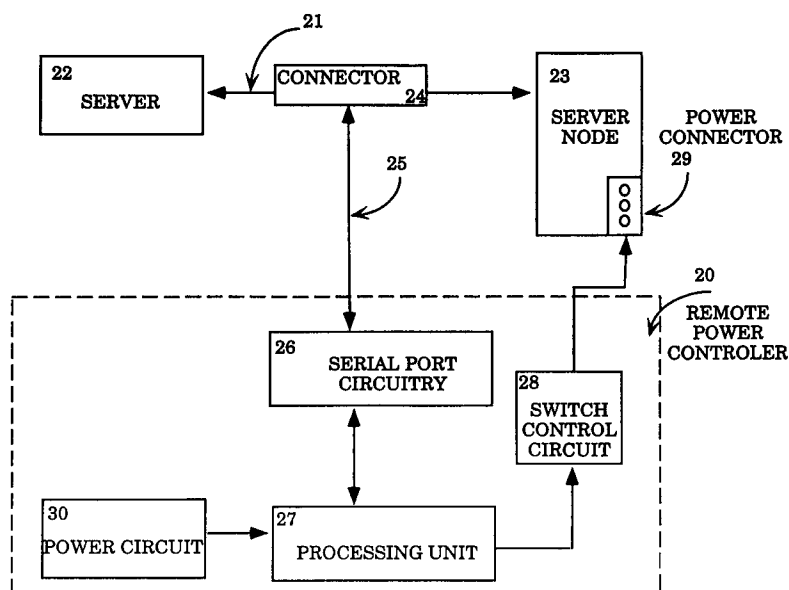 21
22
SERVER
CONNECTOR
24
23
SERVER
NODE
POWER
CONNECTOR
29
25
20
REMOTE
POWER
CONTROLER
26
SERIAL PORT
CIRCUITRY
28
SWITCH
CONTROL
CIRCUIT
30
POWER CIRCUIT
27
PROCESSING UNIT